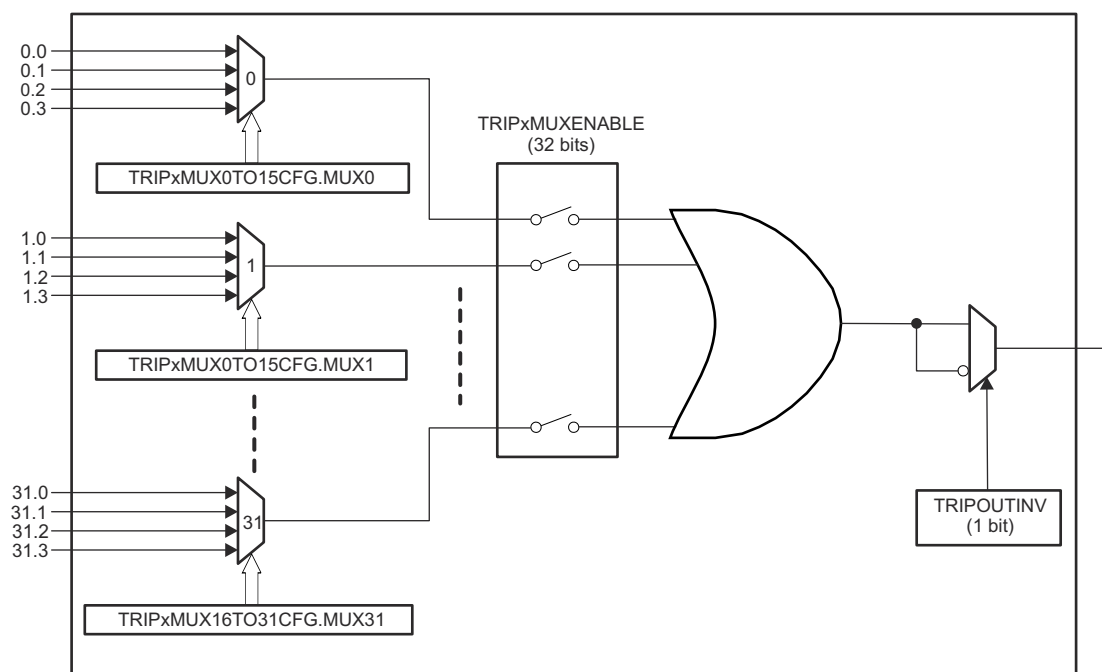 0.0
0.1
0.2
0.3
0
TRIPxMUX0TO15CFG.MUX0
TRIPxMUXENABLE
(32 bits)
1.0
1.1
1.2
1.3
1
TRIPxMUX0TO15CFG.MUX1
31.0
31.1
31.2
31.3
31
TRIPxMUX16TO31CFG.MUX31
TRIPOUTINV
(1 bit)